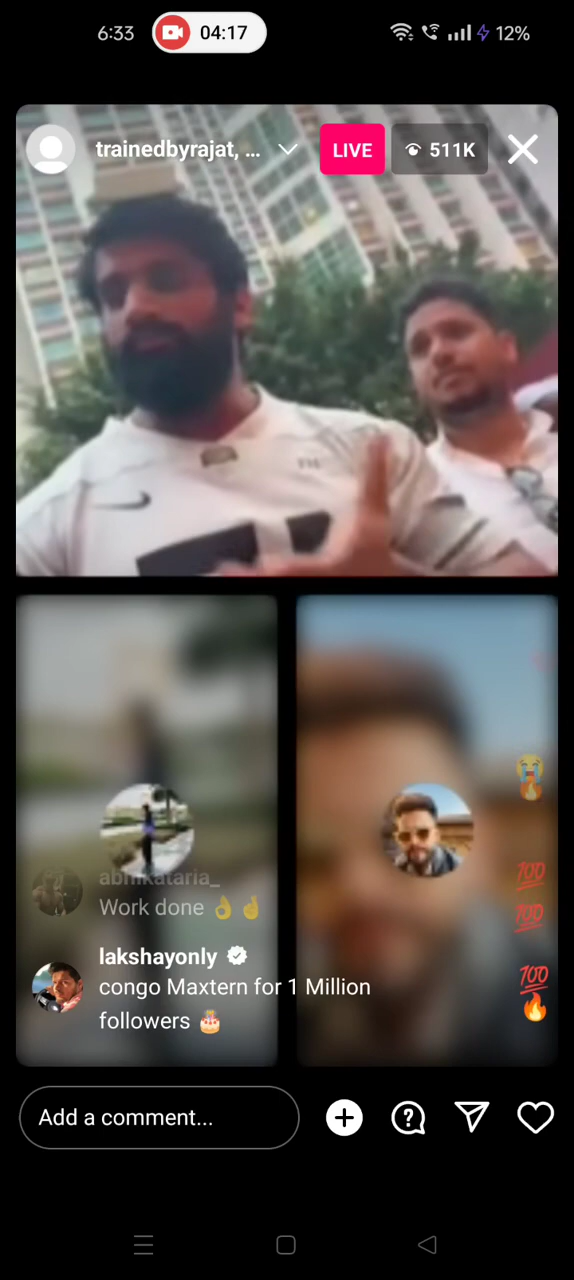 6:33
04:17
12%
trainedbyrajat, ...
LIVE
511K
abhikataria_
Work done 👌🤞
lakshayonly
congo Maxtern for 1 Million
followers 🎂
💯
💯
💯
Add a comment...